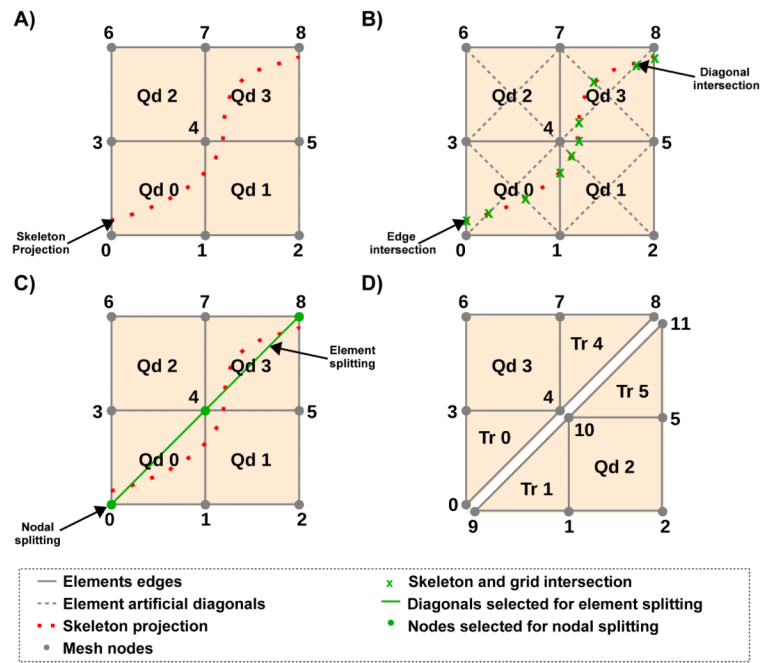 A)
6 7 8
Qd 2 Qd 3
3 4 5
Qd 0 Qd 1
Skeleton
Projection
0 1 2
B)
6 7 8
Diagonal
intersection
Qd 2 Qd 3
3 4 5
Qd 0 Qd 1
Edge
intersection
0 1 2
C)
6 7 8
Element
splitting
Qd 2 Qd 3
3 4 5
Qd 0 Qd 1
Nodal
splitting
0 1 2
D)
6 7 8
11
Tr 4
Qd 3
Tr 5
3 4 5
10
Tr 0
Qd 2
Tr 1
0
9 1 2
Elements edges
Element artificial diagonals
Skeleton projection
Mesh nodes
x Skeleton and grid intersection
Diagonals selected for element splitting
Nodes selected for nodal splitting